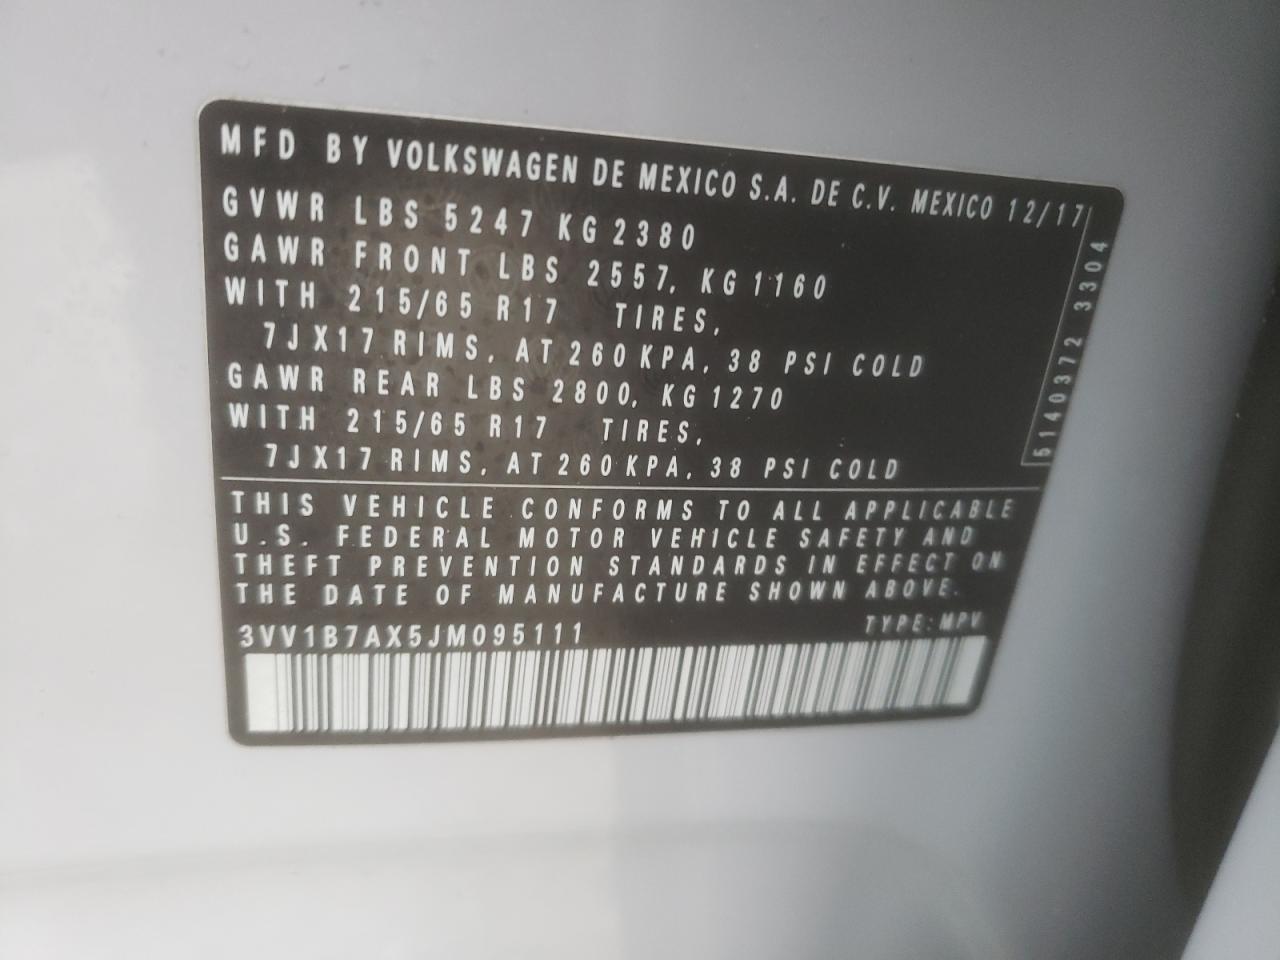 MFD BY VOLKSWAGEN DE MEXICO S.A. DE C.V. MEXICO 12/17
GVWR LBS 5247 KG 2380
GAWR FRONT LBS 2557, KG 1160
WITH 215/65 R17 TIRES,
7JX17 RIMS, AT 260 KPA, 38 PSI COLD
GAWR REAR LBS 2800, KG 1270
WITH 215/65 R17 TIRES,
7JX17 RIMS, AT 260 KPA, 38 PSI COLD
5140372 3304
THIS VEHICLE CONFORMS TO ALL APPLICABLE
U.S. FEDERAL MOTOR VEHICLE SAFETY AND
THEFT PREVENTION STANDARDS IN EFFECT ON
THE DATE OF MANUFACTURE SHOWN ABOVE.
3VV1B7AX5JM095111 TYPE: MPV